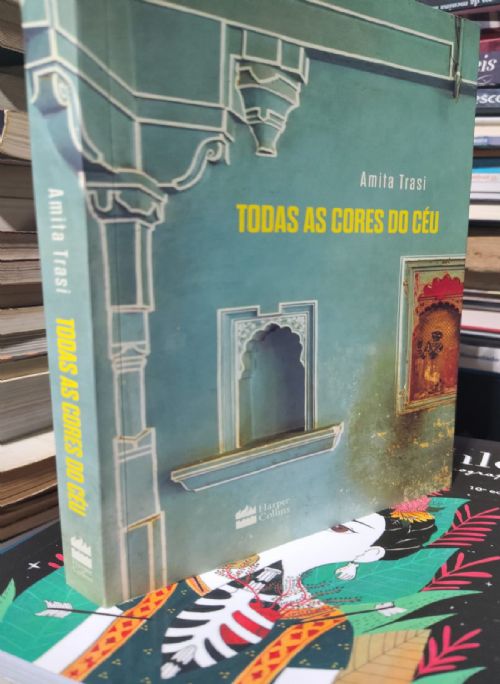 Amita Trasi
TODAS AS CORES DO CÉU
Harper
Collins
Amita Trasi
TODAS AS CORES DO CÉU